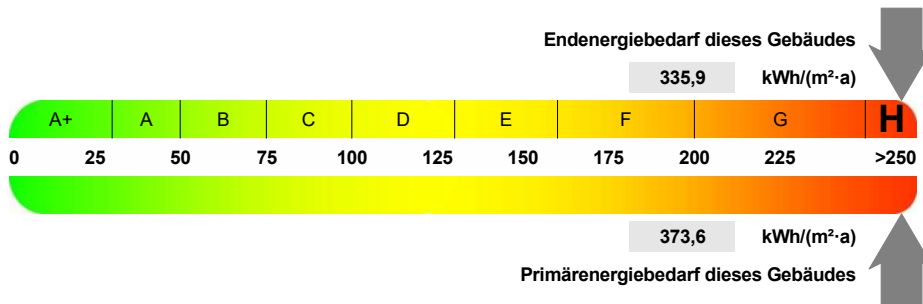 Endenergiebedarf dieses Gebäudes
335,9 kWh/(m²·a)
A+ A B C D E F G H
0 25 50 75 100 125 150 175 200 225 >250
373,6 kWh/(m²·a)
Primärenergiebedarf dieses Gebäudes